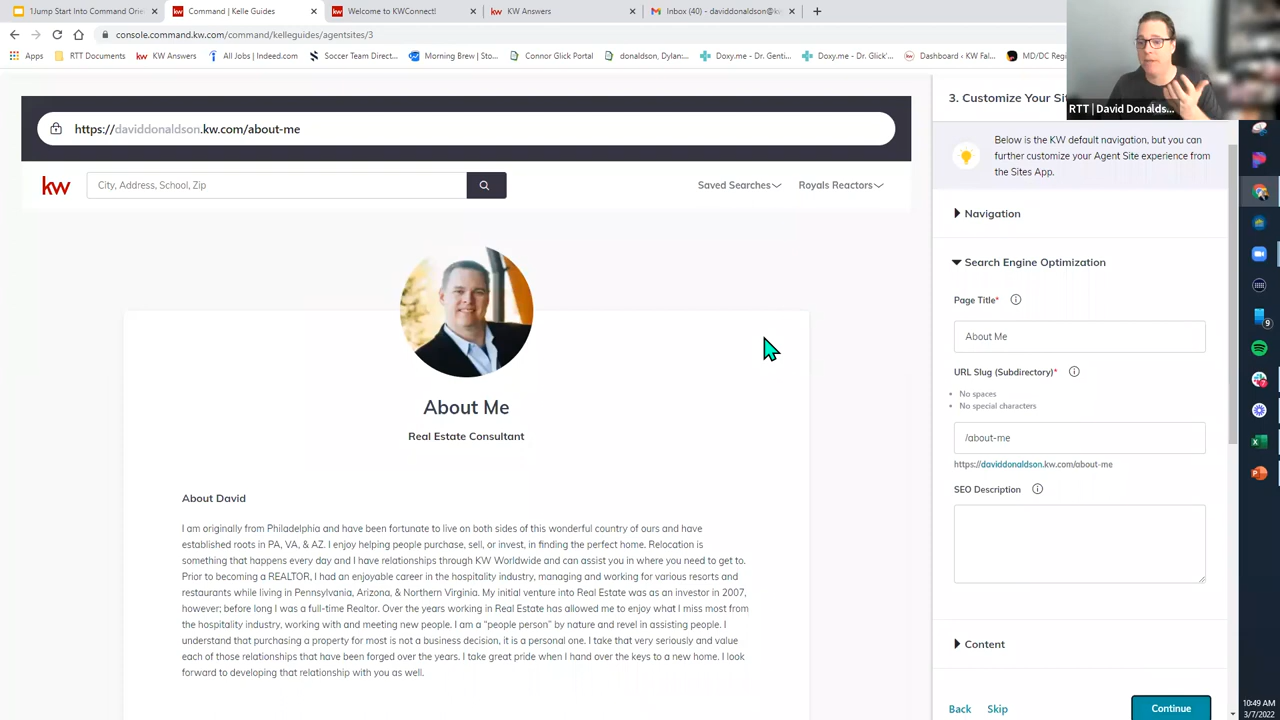 1Jump Start Into Command Orie
Command | Kelle Guides
Welcome to KWConnect!
KW Answers
Inbox (40) - daviddonaldson@k
console.command.kw.com/command/kelleguides/agentsites/3
Apps
RTT Documents
KW Answers
All Jobs | Indeed.com
Soccer Team Direct...
Morning Brew | Sto...
Connor Glick Portal
donaldson, Dylan:...
Doxy.me - Dr. Genti...
Doxy.me - Dr. Glick'...
Dashboard ‹ KW Fal...
MD/DC Reg
RTT | David Donalds...
https://daviddonaldson.kw.com/about-me
kw
City, Address, School, Zip
Saved Searches
Royals Reactors
About Me
Real Estate Consultant
About David
I am originally from Philadelphia and have been fortunate to live on both sides of this wonderful country of ours and have
established roots in PA, VA, & AZ. I enjoy helping people purchase, sell, or invest, in finding the perfect home. Relocation is
something that happens every day and I have relationships through KW Worldwide and can assist you in where you need to get to.
Prior to becoming a REALTOR, I had an enjoyable career in the hospitality industry, managing and working for various resorts and
restaurants while living in Pennsylvania, Arizona, & Northern Virginia. My initial venture into Real Estate was as an investor in 2007,
however; before long I was a full-time Realtor. Over the years working in Real Estate has allowed me to enjoy what I miss most from
the hospitality industry, working with and meeting new people. I am a “people person” by nature and revel in assisting people. I
understand that purchasing a property for most is not a business decision, it is a personal one. I take that very seriously and value
each of those relationships that have been forged over the years. I take great pride when I hand over the keys to a new home. I look
forward to developing that relationship with you as well.
3. Customize Your Si
Below is the KW default navigation, but you can
further customize your Agent Site experience from
the Sites App.
Navigation
Search Engine Optimization
Page Title*
About Me
URL Slug (Subdirectory)*
No spaces
No special characters
/about-me
https://daviddonaldson.kw.com/about-me
SEO Description
Content
Back
Skip
Continue
9
10:49 AM
3/7/2022